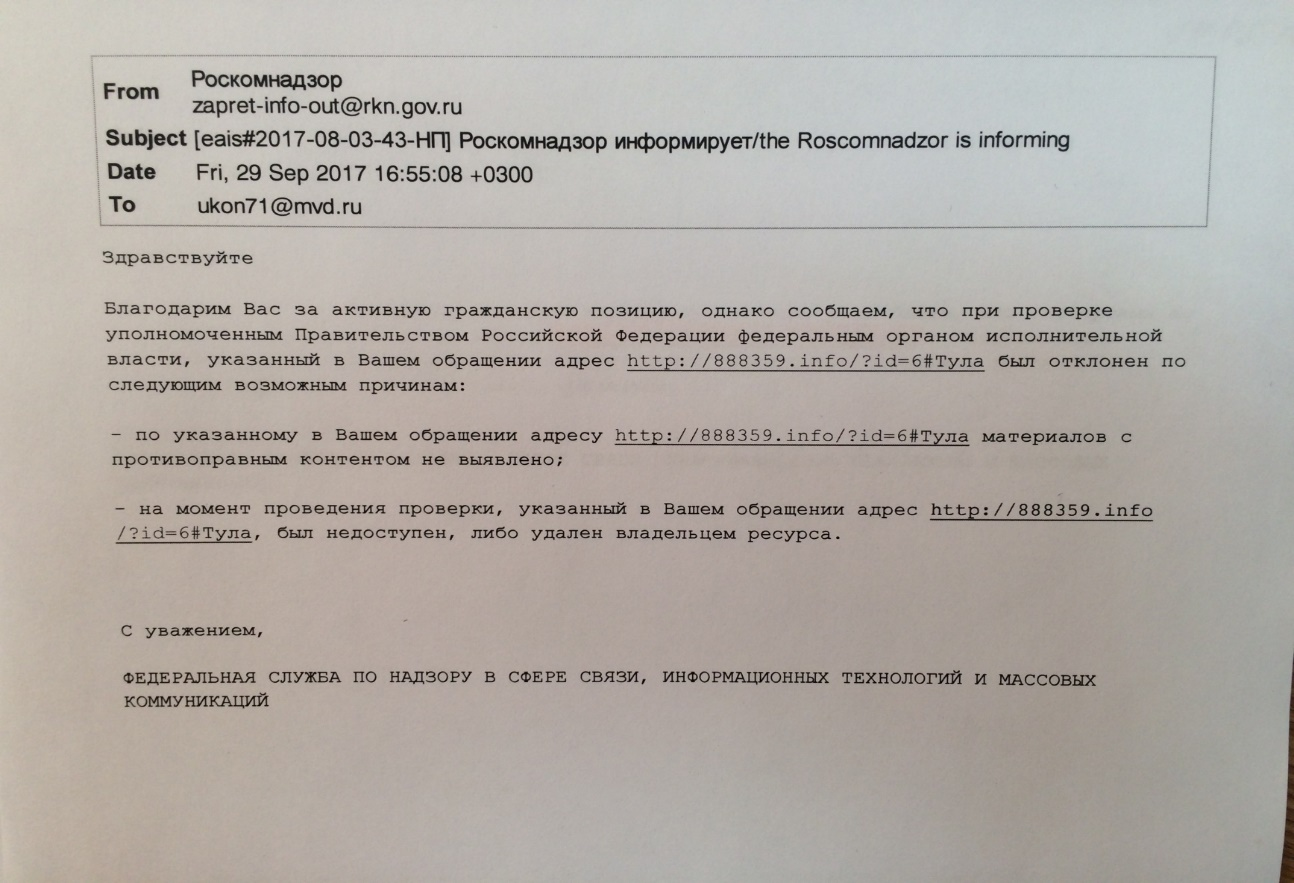 From Роскомнадзор
zapret-info-out@rkn.gov.ru
Subject [eais#2017-08-03-43-НП] Роскомнадзор информирует/the Roscomnadzor is informing
Date Fri, 29 Sep 2017 16:55:08 +0300
To ukon71@mvd.ru
Здравствуйте
Благодарим Вас за активную гражданскую позицию, однако сообщаем, что при проверке
уполномоченным Правительством Российской Федерации федеральным органом исполнительной
власти, указанный в Вашем обращении адрес http://888359.info/?id=6#Тула был отклонен по
следующим возможным причинам:
- по указанному в Вашем обращении адресу http://888359.info/?id=6#Тула материалов с
противоправным контентом не выявлено;
- на момент проведения проверки, указанный в Вашем обращении адрес http://888359.info
/?id=6#Тула, был недоступен, либо удален владельцем ресурса.
С уважением,
ФЕДЕРАЛЬНАЯ СЛУЖБА ПО НАДЗОРУ В СФЕРЕ СВЯЗИ, ИНФОРМАЦИОННЫХ ТЕХНОЛОГИЙ И МАССОВЫХ
КОММУНИКАЦИЙ